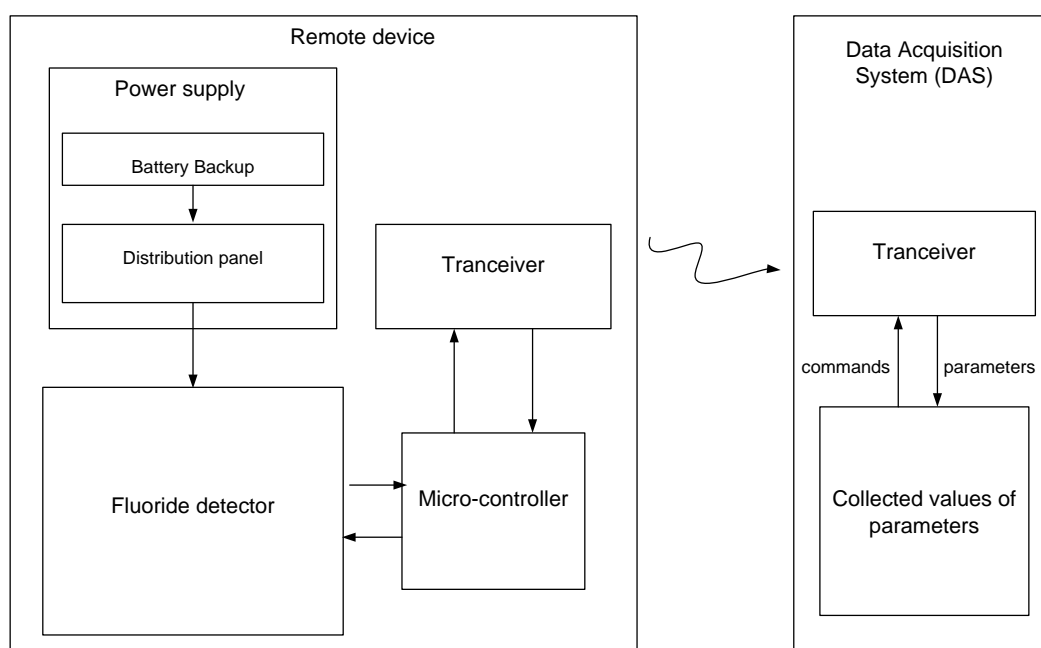 Remote device
Power supply
Battery Backup
Distribution panel
Tranceiver
Fluoride detector
Micro-controller
Data Acquisition
System (DAS)
Tranceiver
commands
parameters
Collected values of
parameters